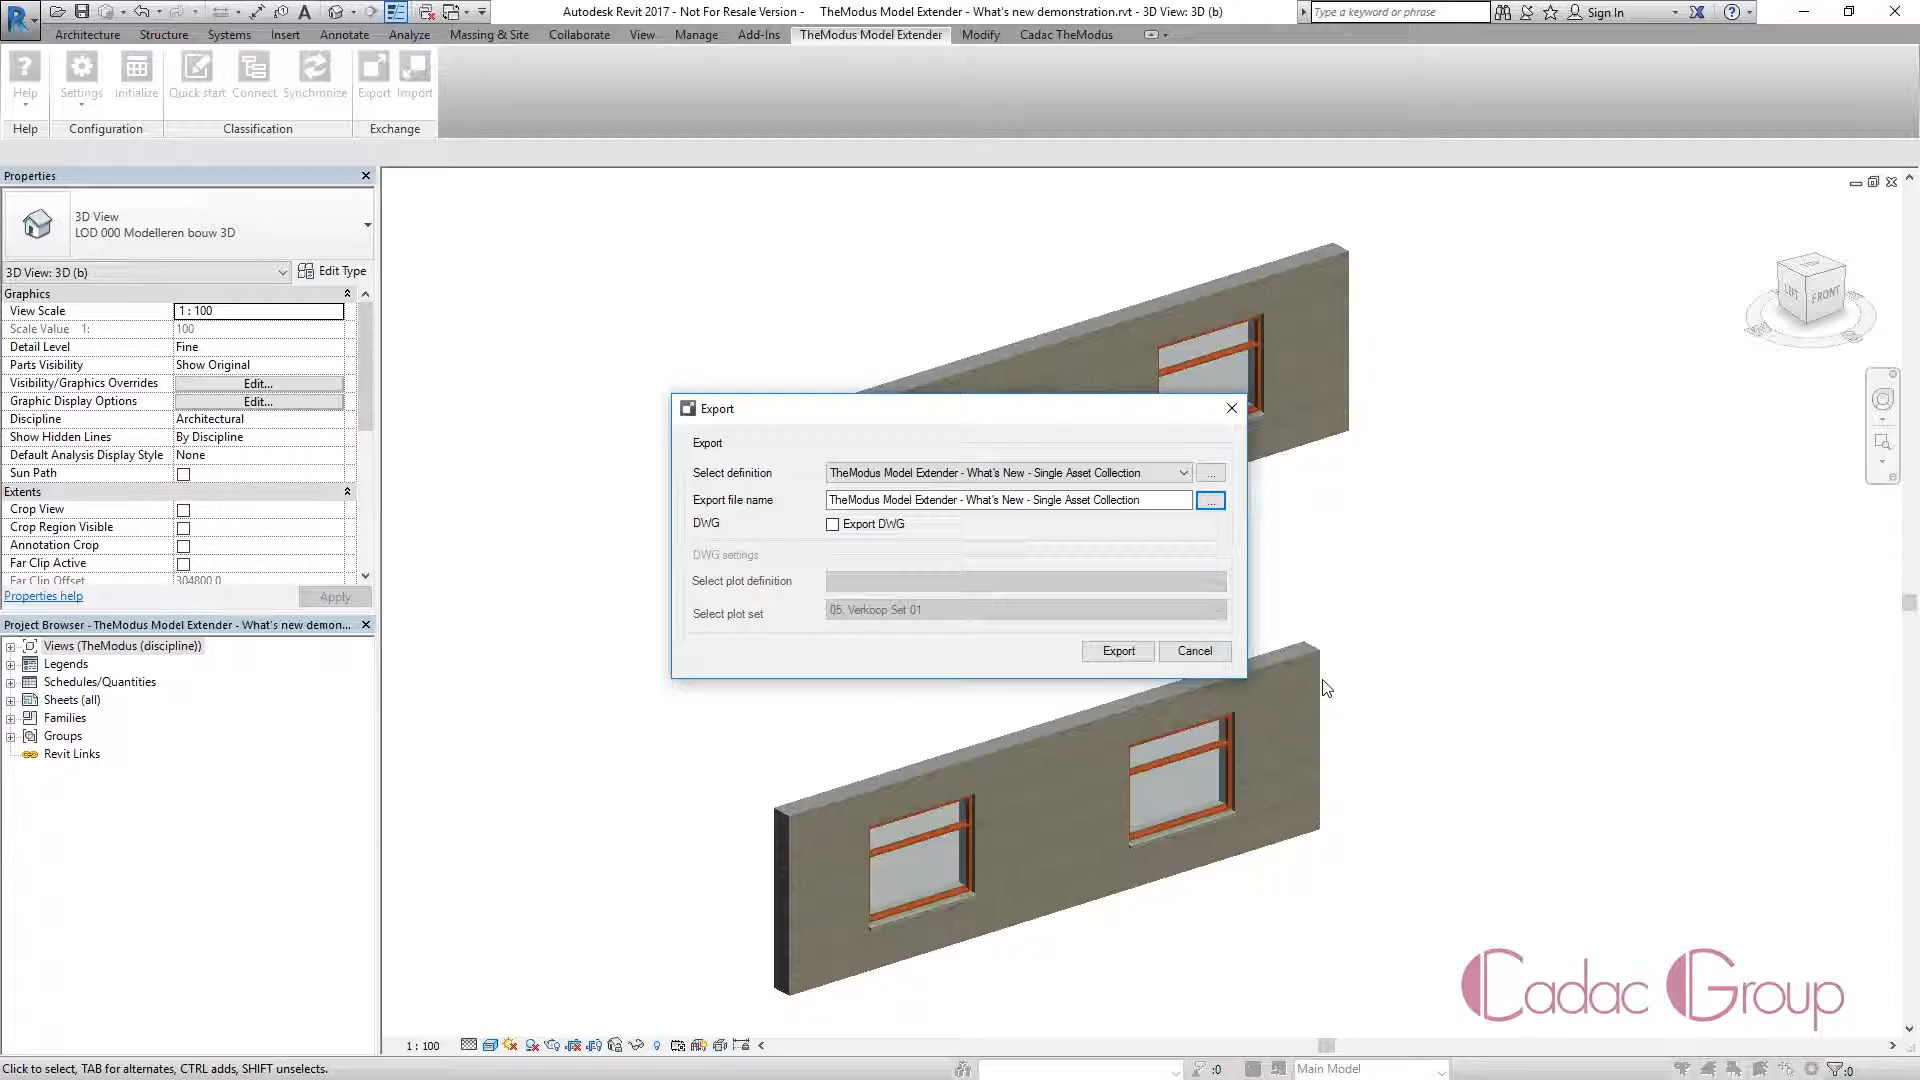 Autodesk Revit 2017 - Not For Resale Version - TheModus Model Extender - What's new demonstration.rvt - 3D View: 3D (b)
Type a keyword or phrase
Sign In
Architecture Structure Systems Insert Annotate Analyze Massing & Site Collaborate View Manage Add-Ins TheModus Model Extender Modify Cadac TheModus
Help Settings Initialize Quick start Connect Synchronize Export Import
Help Configuration Classification Exchange
Properties
3D View
LOD 000 Modelleren bouw 3D
3D View: 3D (b)
Edit Type
Graphics
View Scale 1 : 100
Scale Value 1: 100
Detail Level Fine
Parts Visibility Show Original
Visibility/Graphics Overrides Edit...
Graphic Display Options Edit...
Discipline Architectural
Show Hidden Lines By Discipline
Default Analysis Display Style None
Sun Path
Extents
Crop View
Crop Region Visible
Annotation Crop
Far Clip Active
Far Clip Offset 304800.0
Properties help
Apply
Project Browser - TheModus Model Extender - What's new demon...
Views (TheModus (discipline))
Legends
Schedules/Quantities
Sheets (all)
Families
Groups
Revit Links
LEFT FRONT
Export
Export
Select definition TheModus Model Extender - What's New - Single Asset Collection ...
Export file name TheModus Model Extender - What's New - Single Asset Collection ...
DWG Export DWG
DWG settings
Select plot definition
Select plot set 05. Verkoop Set 01
Export Cancel
Cadac Group
1 : 100
Click to select, TAB for alternates, CTRL adds, SHIFT unselects.
:0
Main Model
:0